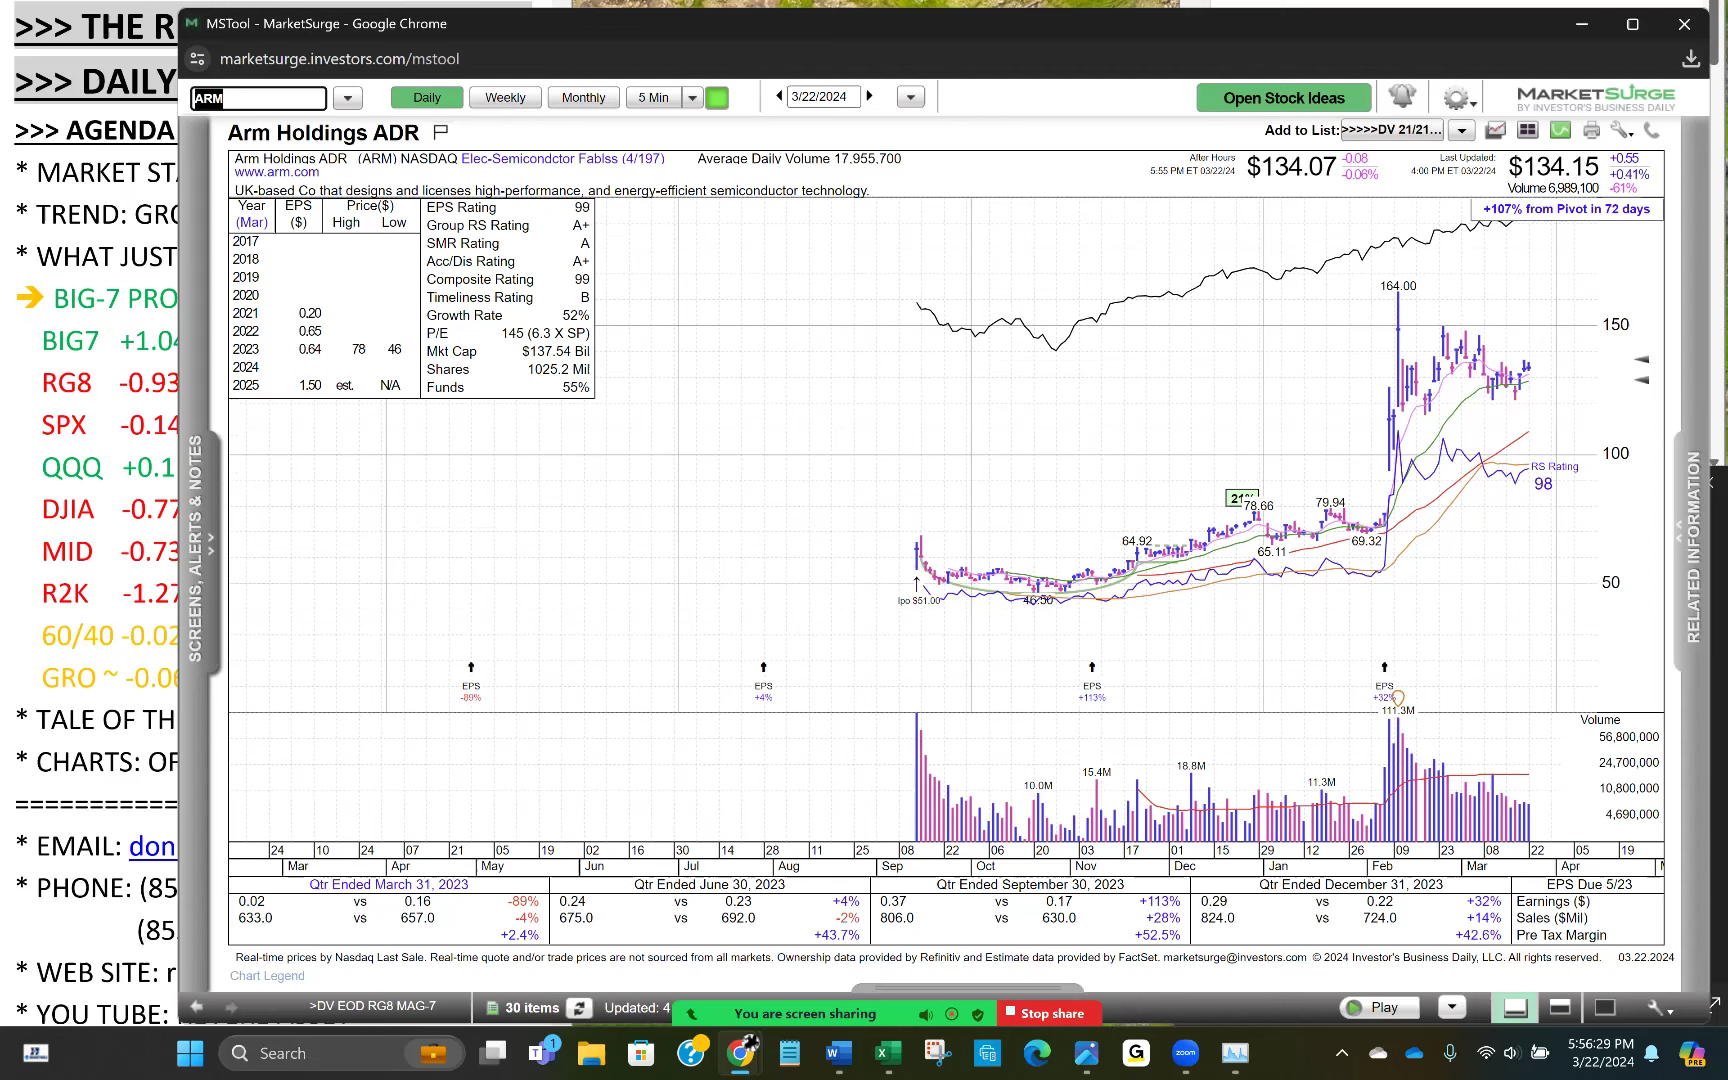 >>> THE R
MSTool - MarketSurge - Google Chrome
marketsurge.investors.com/mstool
>>> DAILY
ARM
Daily
Weekly
Monthly
5 Min
3/22/2024
Open Stock Ideas
MARKETSURGE
BY INVESTOR'S BUSINESS DAILY
>>> AGENDA
* MARKET ST
* TREND: GR
* WHAT JUST
BIG-7 PRO
BIG7 +1.04
RG8 -0.93
SPX -0.14
QQQ +0.1
DJIA -0.77
MID -0.73
R2K -1.27
60/40 -0.02
GRO ~ -0.06
* TALE OF TH
* CHARTS: OF
============
* EMAIL: don
* PHONE: (85
(85
* WEB SITE: r
* YOU TUBE:
SCREENS, ALERTS & NOTES
RELATED INFORMATION
Arm Holdings ADR
Add to List: >>>>>DV 21/21...
Arm Holdings ADR (ARM) NASDAQ Elec-Semicondctor Fablss (4/197) Average Daily Volume 17,955,700
www.arm.com
UK-based Co that designs and licenses high-performance, and energy-efficient semiconductor technology.
After Hours
5:55 PM ET 03/22/24
$134.07
-0.08
-0.06%
Last Updated:
4:00 PM ET 03/22/24
$134.15
+0.55
+0.41%
Volume 6,989,100 -61%
+107% from Pivot in 72 days
Year EPS Price($)
(Mar) ($) High Low
2017
2018
2019
2020
2021 0.20
2022 0.65
2023 0.64 78 46
2024
2025 1.50 est. N/A
EPS Rating 99
Group RS Rating A+
SMR Rating A
Acc/Dis Rating A+
Composite Rating 99
Timeliness Rating B
Growth Rate 52%
P/E 145 (6.3 X SP)
Mkt Cap $137.54 Bil
Shares 1025.2 Mil
Funds 55%
164.00
150
100
RS Rating
98
21%
78.66
79.94
64.92
65.11
69.32
50
Ipo $51.00
46.50
EPS
-89%
EPS
+4%
EPS
+113%
EPS
+32%
111.3M
Volume
56,800,000
24,700,000
10,800,000
4,690,000
10.0M
15.4M
18.8M
11.3M
24 10 24 07 21 05 19 02 16 30 14 28 11 25 08 22 06 20 03 17 01 15 29 12 26 09 23 08 22 05 19
Mar Apr May Jun Jul Aug Sep Oct Nov Dec Jan Feb Mar Apr
Qtr Ended March 31, 2023 Qtr Ended June 30, 2023 Qtr Ended September 30, 2023 Qtr Ended December 31, 2023 EPS Due 5/23
0.02 vs 0.16 -89% 0.24 vs 0.23 +4% 0.37 vs 0.17 +113% 0.29 vs 0.22 +32% Earnings ($)
633.0 vs 657.0 -4% 675.0 vs 692.0 -2% 806.0 vs 630.0 +28% 824.0 vs 724.0 +14% Sales ($Mil)
+2.4% +43.7% +52.5% +42.6% Pre Tax Margin
Real-time prices by Nasdaq Last Sale. Real-time quote and/or trade prices are not sourced from all markets. Ownership data provided by Refinitiv and Estimate data provided by FactSet. marketsurge@investors.com © 2024 Investor's Business Daily, LLC. All rights reserved. 03.22.2024
Chart Legend
>DV EOD RG8 MAG-7
30 items
Updated: 4
You are screen sharing
Stop share
Play
Search
1
zoom
5:56:29 PM
3/22/2024
PRE